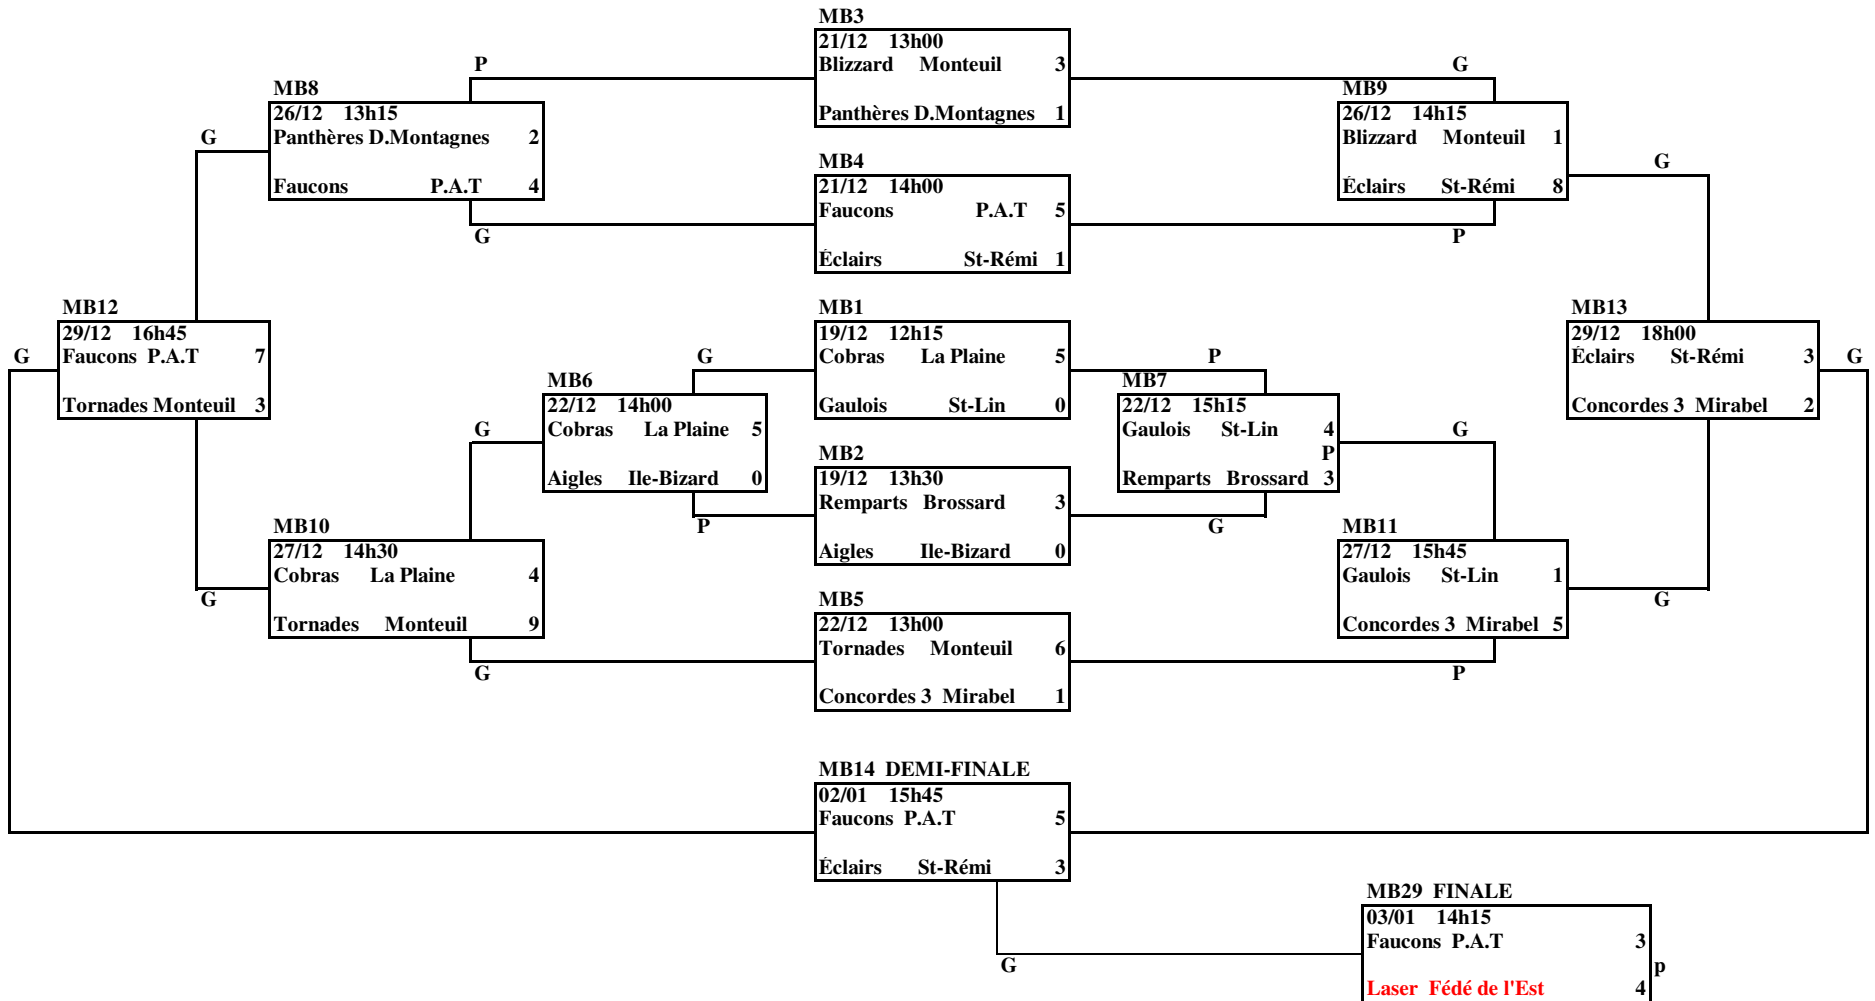 MB3
21/12 13h00
Blizzard Monteuil 3
Panthères D.Montagnes 1
P
G
MB8
26/12 13h15
Panthères D.Montagnes 2
Faucons P.A.T 4
G
G
MB9
26/12 14h15
Blizzard Monteuil 1
Éclairs St-Rémi 8
G
P
MB4
21/12 14h00
Faucons P.A.T 5
Éclairs St-Rémi 1
MB12
29/12 16h45
Faucons P.A.T 7
Tornades Monteuil 3
G
G
MB1
19/12 12h15
Cobras La Plaine 5
Gaulois St-Lin 0
G
P
MB6
22/12 14h00
Cobras La Plaine 5
Aigles Ile-Bizard 0
G
P
MB7
22/12 15h15
Gaulois St-Lin 4
P
Remparts Brossard 3
G
G
MB13
29/12 18h00
Éclairs St-Rémi 3
Concordes 3 Mirabel 2
G
G
MB2
19/12 13h30
Remparts Brossard 3
Aigles Ile-Bizard 0
MB10
27/12 14h30
Cobras La Plaine 4
Tornades Monteuil 9
G
MB11
27/12 15h45
Gaulois St-Lin 1
Concordes 3 Mirabel 5
P
MB5
22/12 13h00
Tornades Monteuil 6
Concordes 3 Mirabel 1
MB14 DEMI-FINALE
02/01 15h45
Faucons P.A.T 5
Éclairs St-Rémi 3
G
MB29 FINALE
03/01 14h15
Faucons P.A.T 3
p
Laser Fédé de l'Est 4